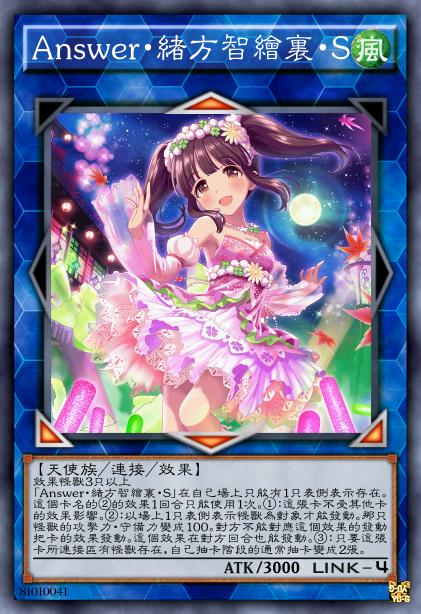 Answer・緒方智繪裏・S
風
【天使族/連接/效果】
效果怪獸3只以上
「Answer・緒方智繪裏・S」在自己場上只能有1只表側表示存在。
這個卡名的②的效果1回合只能使用1次。①:這張卡不受其他卡
的效果影響。②:以場上1只表側表示怪獸為對象才能發動。那只
怪獸的攻擊力・守備力變成100。對方不能對應這個效果的發動
把卡的效果發動。這個效果在對方回合也能發動。③:只要這張
卡所連接區有怪獸存在,自己抽卡階段的通常抽卡變成2張。
ATK/3000 LINK-4
81010041